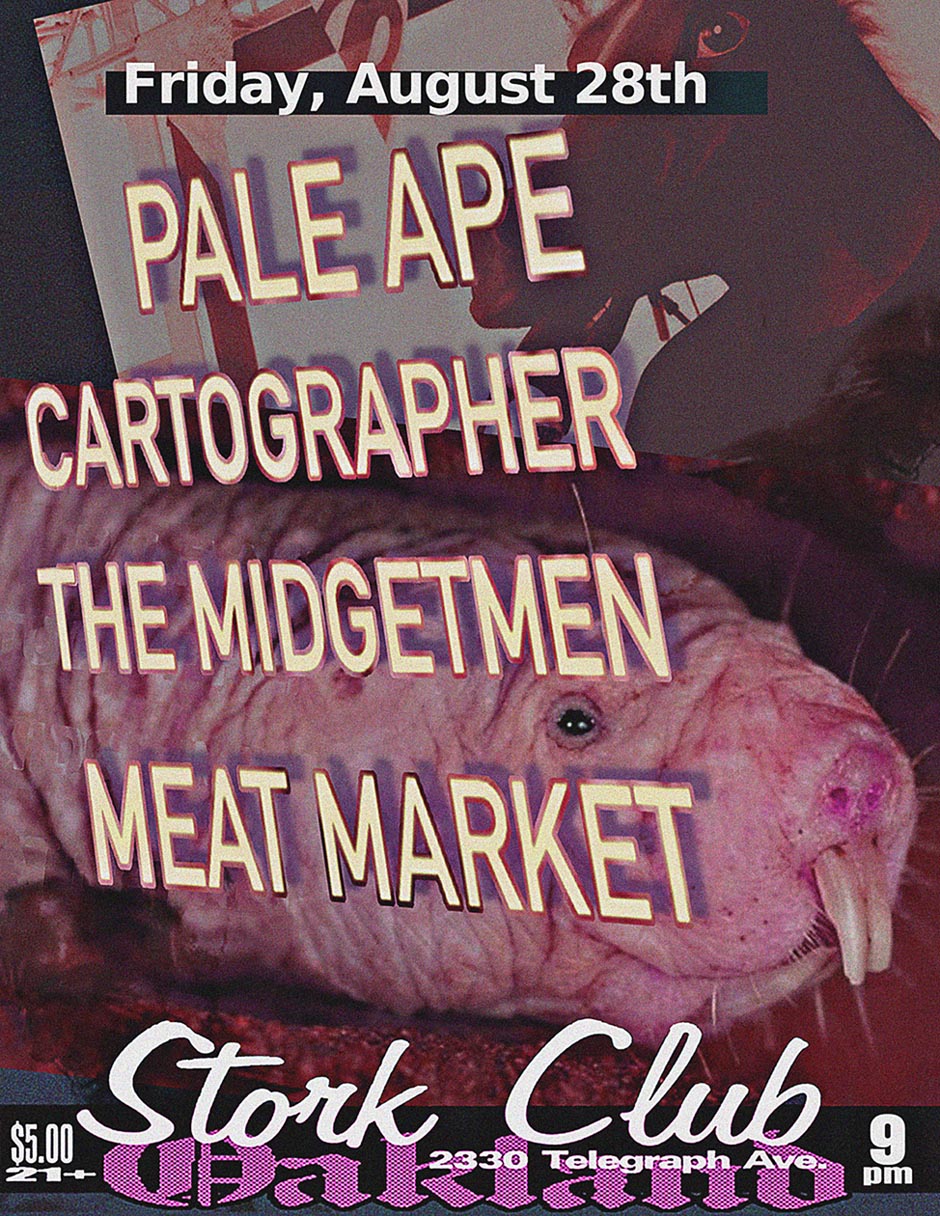 Friday, August 28th
PALE APE
CARTOGRAPHER
THE MIDGETMEN
MEAT MARKET
Stork Club
$5.00
21+
Oakland
2330 Telegraph Ave.
9
pm